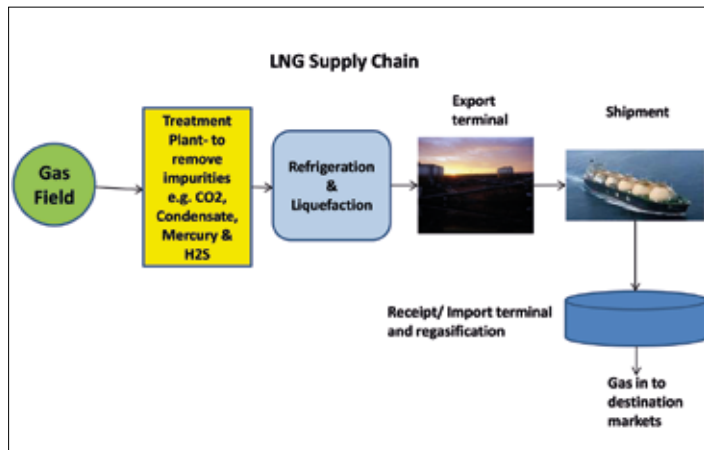 LNG Supply Chain
Gas
Field
Treatment
Plant- to
remove
impurities
e.g. CO2,
Condensate,
Mercury &
H2S
Refrigeration
&
Liquefaction
Export
terminal
Shipment
Receipt/ Import terminal
and regasification
Gas in to
destination
markets